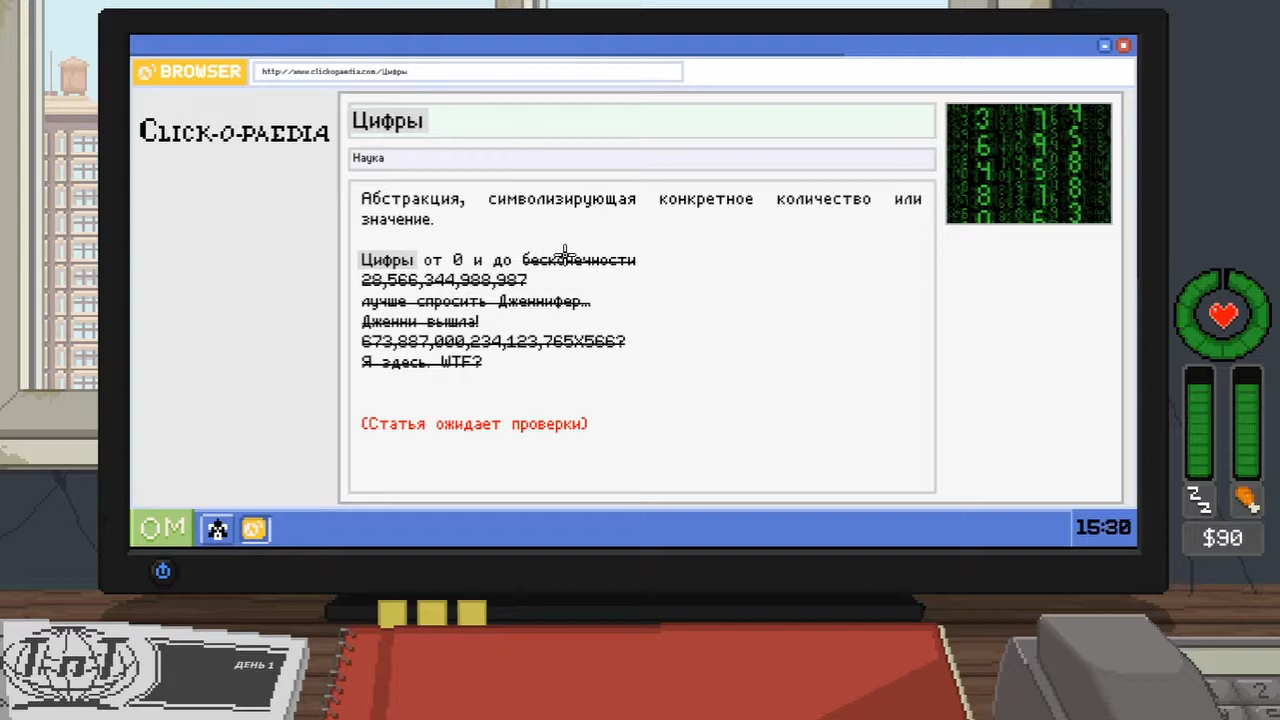 BROWSER
http://www.clickopaedia.com/Цифры
CLICK-O-PAEDIA
Цифры
Наука
Абстракция, символизирующая конкретное количество или
значение.
Цифры от 0 и до бесконечности
28,566,344,988,987
лучше спросить Дженнифер…
Дженни вышла!
673,887,000,234,123,765X566?
Я здесь. WTF?
(Статья ожидает проверки)
OM
15:30
$90
TnT
ДЕНЬ 1